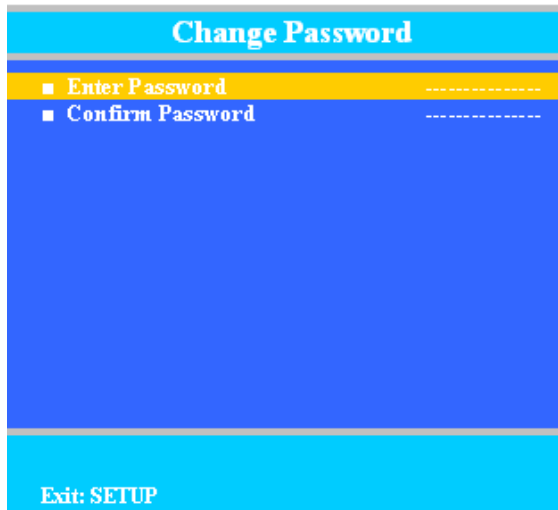 Change Password
Enter Password ---------------
Confirm Password ---------------
Exit: SETUP